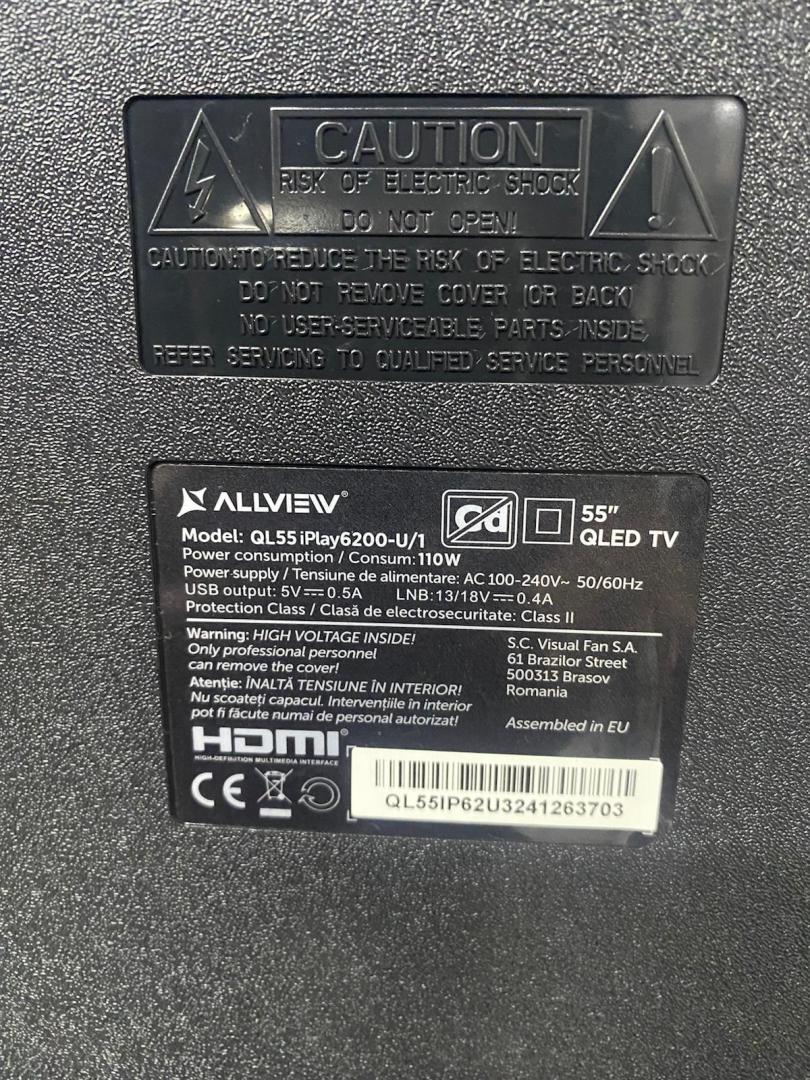 CAUTION
RISK OF ELECTRIC SHOCK
DO NOT OPEN!
CAUTION:TO REDUCE THE RISK OF ELECTRIC SHOCK
DO NOT REMOVE COVER (OR BACK)
NO USER-SERVICEABLE PARTS INSIDE
REFER SERVICING TO QUALIFIED SERVICE PERSONNEL
ALLVIEW®
Cd
55"
QLED TV
Model: QL55 iPlay6200-U/1
Power consumption / Consum: 110W
Power supply / Tensiune de alimentare: AC 100-240V~ 50/60Hz
USB output: 5V⎓0.5A LNB: 13/18V⎓0.4A
Protection Class / Clasă de electrosecuritate: Class II
Warning: HIGH VOLTAGE INSIDE!
Only professional personnel
can remove the cover!
Atenție: ÎNALTĂ TENSIUNE ÎN INTERIOR!
Nu scoateți capacul. Intervențiile în interior
pot fi făcute numai de personal autorizat!
S.C. Visual Fan S.A.
61 Brazilor Street
500313 Brasov
Romania
Assembled in EU
HDMI®
HIGH-DEFINITION MULTIMEDIA INTERFACE
CE
QL55IP62U3241263703